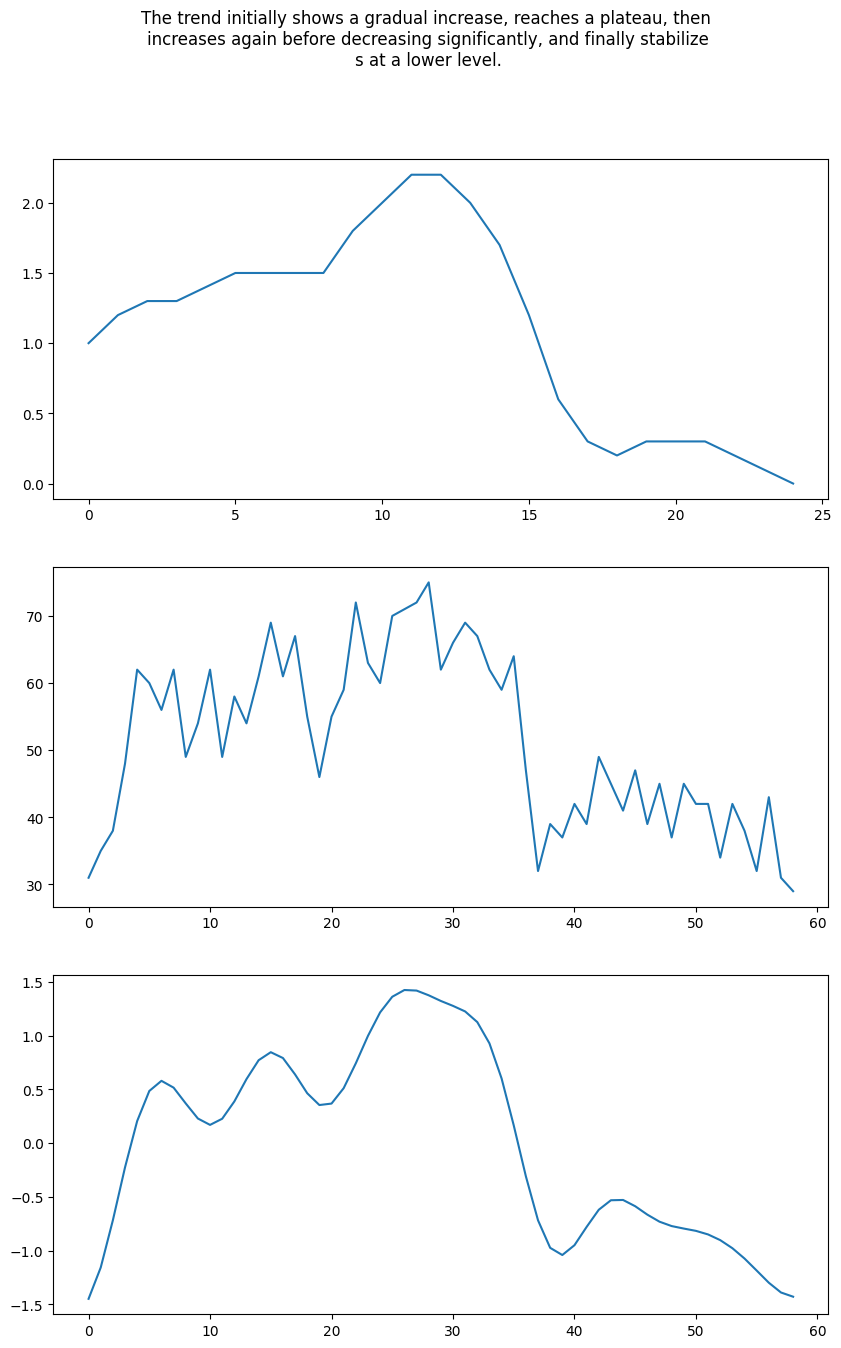 The trend initially shows a gradual increase, reaches a plateau, then
increases again before decreasing significantly, and finally stabilize
s at a lower level.
2.0
1.5
1.0
0.5
0.0
0 5 10 15 20 25
70
60
50
40
30
0 10 20 30 40 50 60
1.5
1.0
0.5
0.0
−0.5
−1.0
−1.5
0 10 20 30 40 50 60